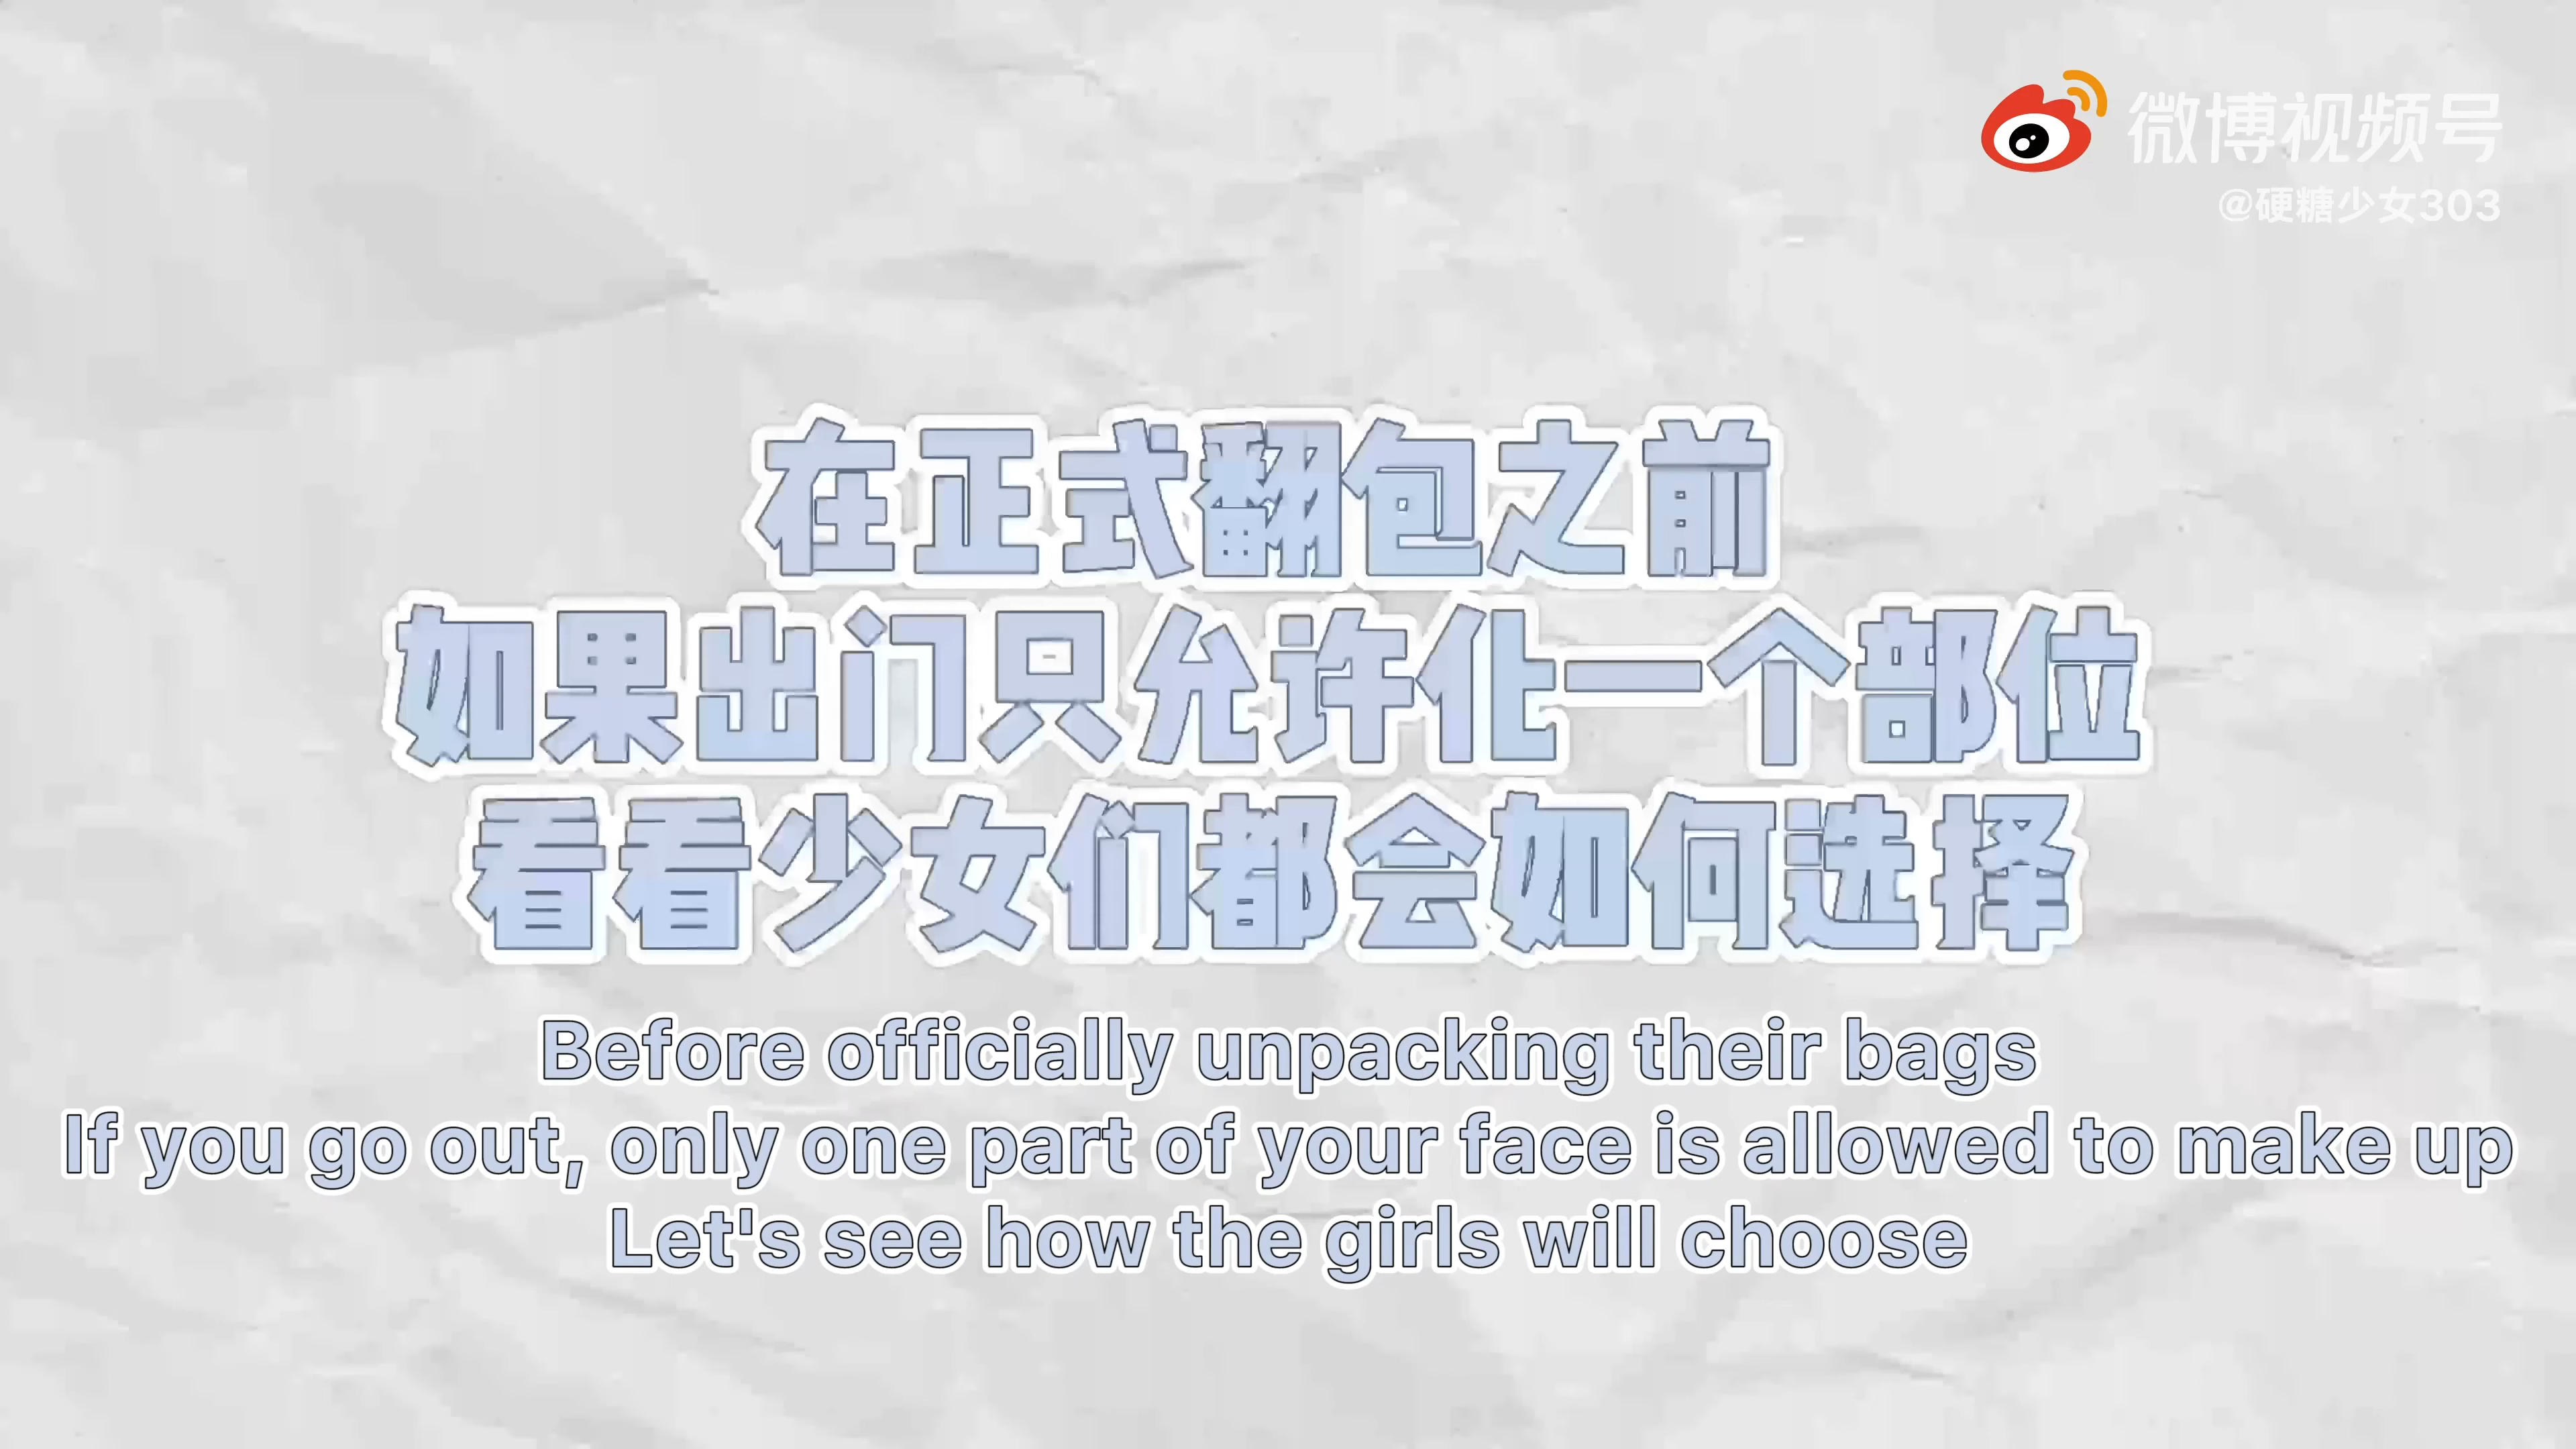 微博视频号
@硬糖少女303
在正式翻包之前
如果出门只允许化一个部位
看看少女们都会如何选择
Before officially unpacking their bags
If you go out, only one part of your face is allowed to make up
Let's see how the girls will choose